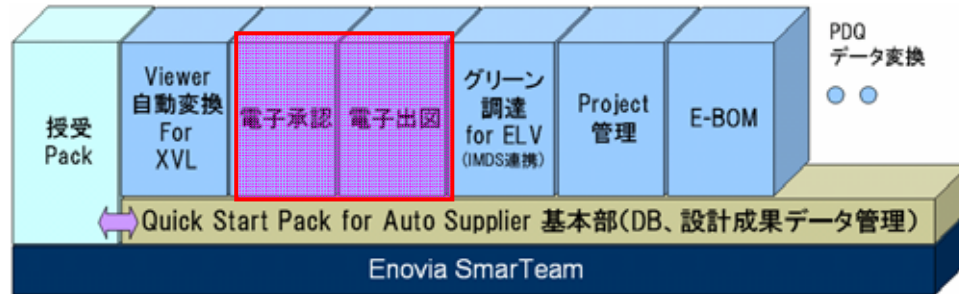 授受
Pack
Viewer
自動変換
For
XVL
電子承認
電子出図
グリーン
調達
for ELV
(IMDS連携)
Project
管理
E-BOM
PDQ
データ変換
Quick Start Pack for Auto Supplier 基本部(DB、設計成果データ管理)
Enovia SmarTeam